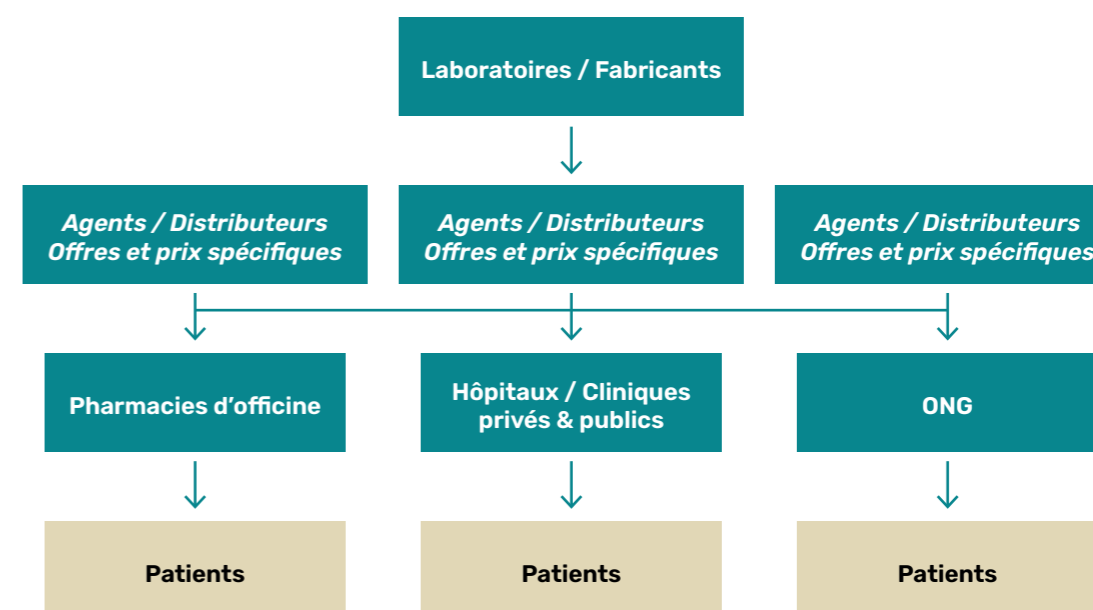 Laboratoires / Fabricants
Agents / Distributeurs
Offres et prix spécifiques
Agents / Distributeurs
Offres et prix spécifiques
Agents / Distributeurs
Offres et prix spécifiques
Pharmacies d’officine
Hôpitaux / Cliniques
privés & publics
ONG
Patients
Patients
Patients